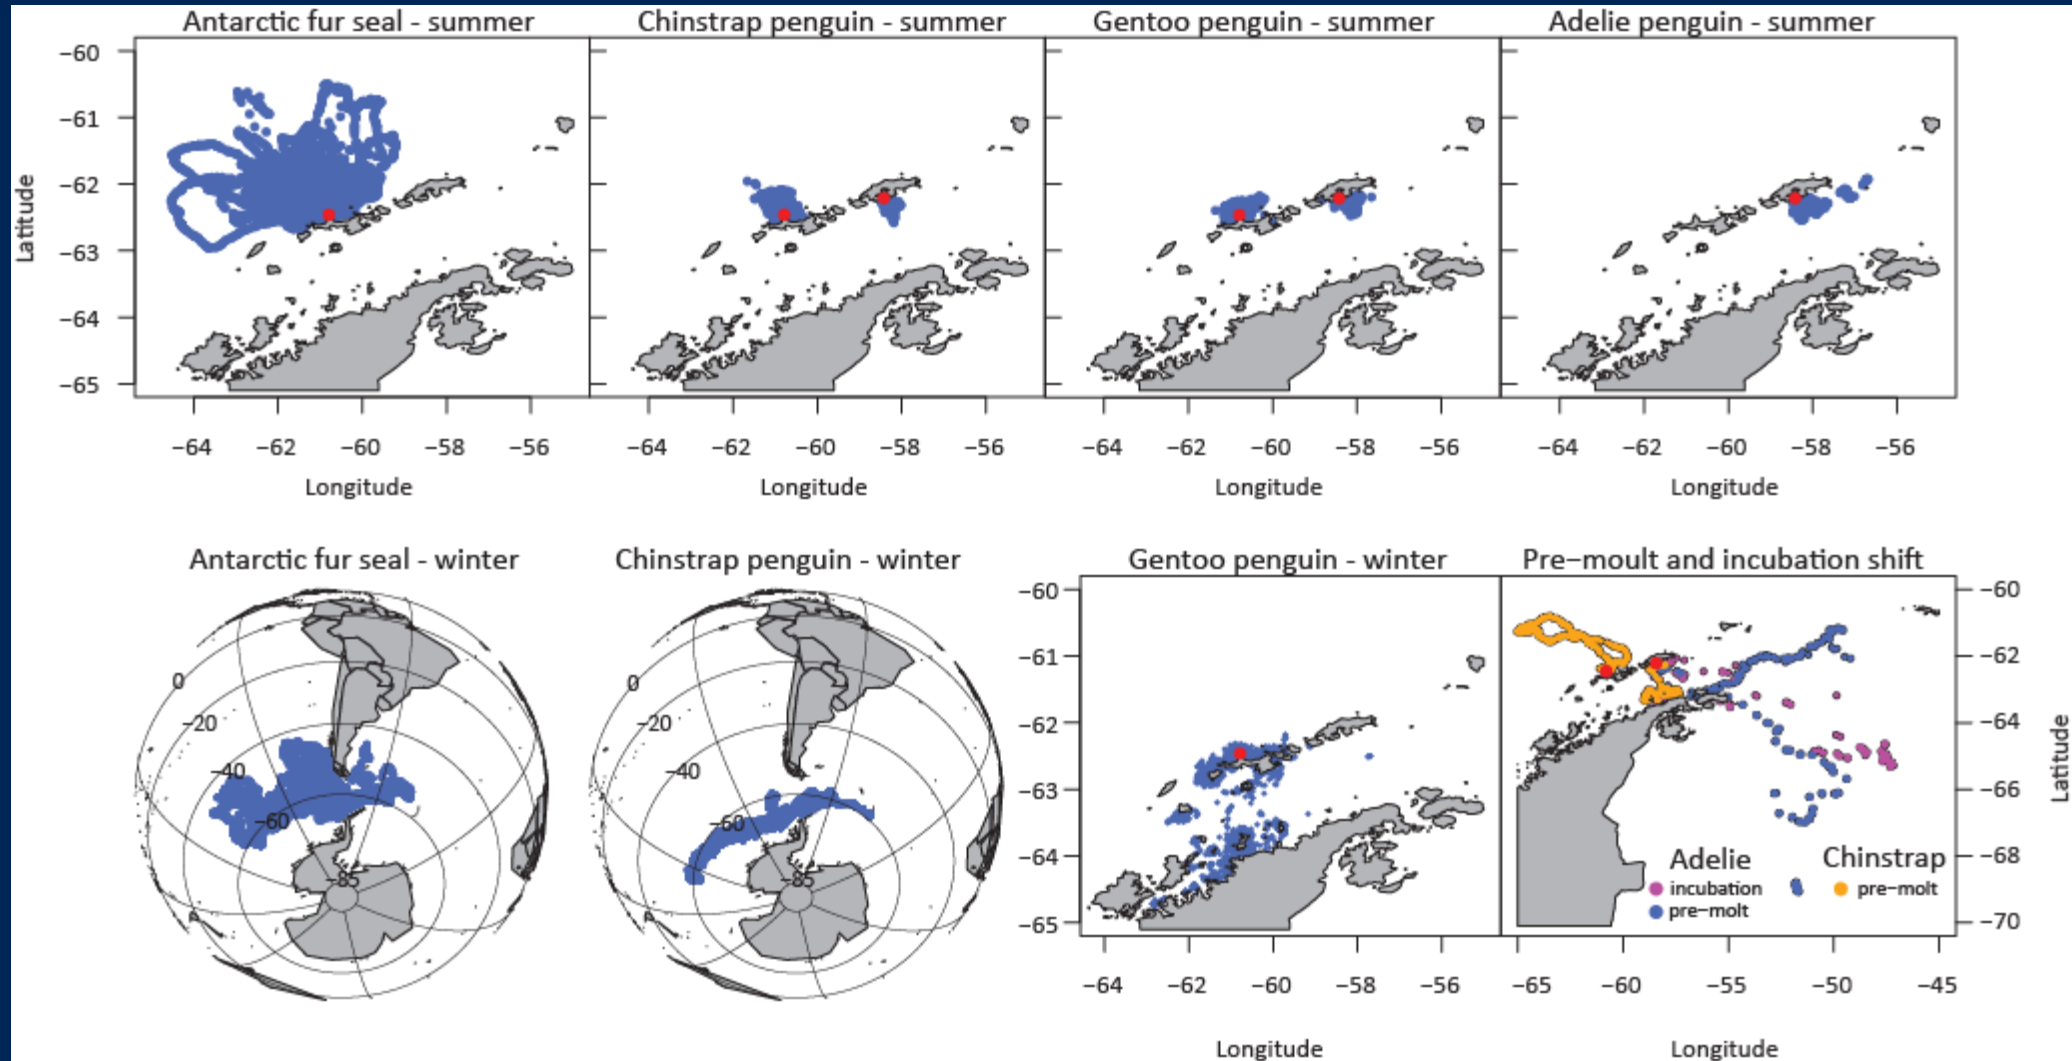 Antarctic fur seal - summer
Chinstrap penguin - summer
Gentoo penguin - summer
Adelie penguin - summer
Latitude
−60
−61
−62
−63
−64
−65
−64 −62 −60 −58 −56
−64 −62 −60 −58 −56
−64 −62 −60 −58 −56
−64 −62 −60 −58 −56
Longitude
Longitude
Longitude
Longitude
Antarctic fur seal - winter
Chinstrap penguin - winter
Gentoo penguin - winter
Pre−moult and incubation shift
0
−20
−40
−60
−85
0
−20
−40
−60
−85
−60
−61
−62
−63
−64
−65
−64 −62 −60 −58 −56
Longitude
Adelie
incubation
pre−molt
Chinstrap
pre−molt
−60
−62
−64
−66
−68
−70
Latitude
−65 −60 −55 −50 −45
Longitude